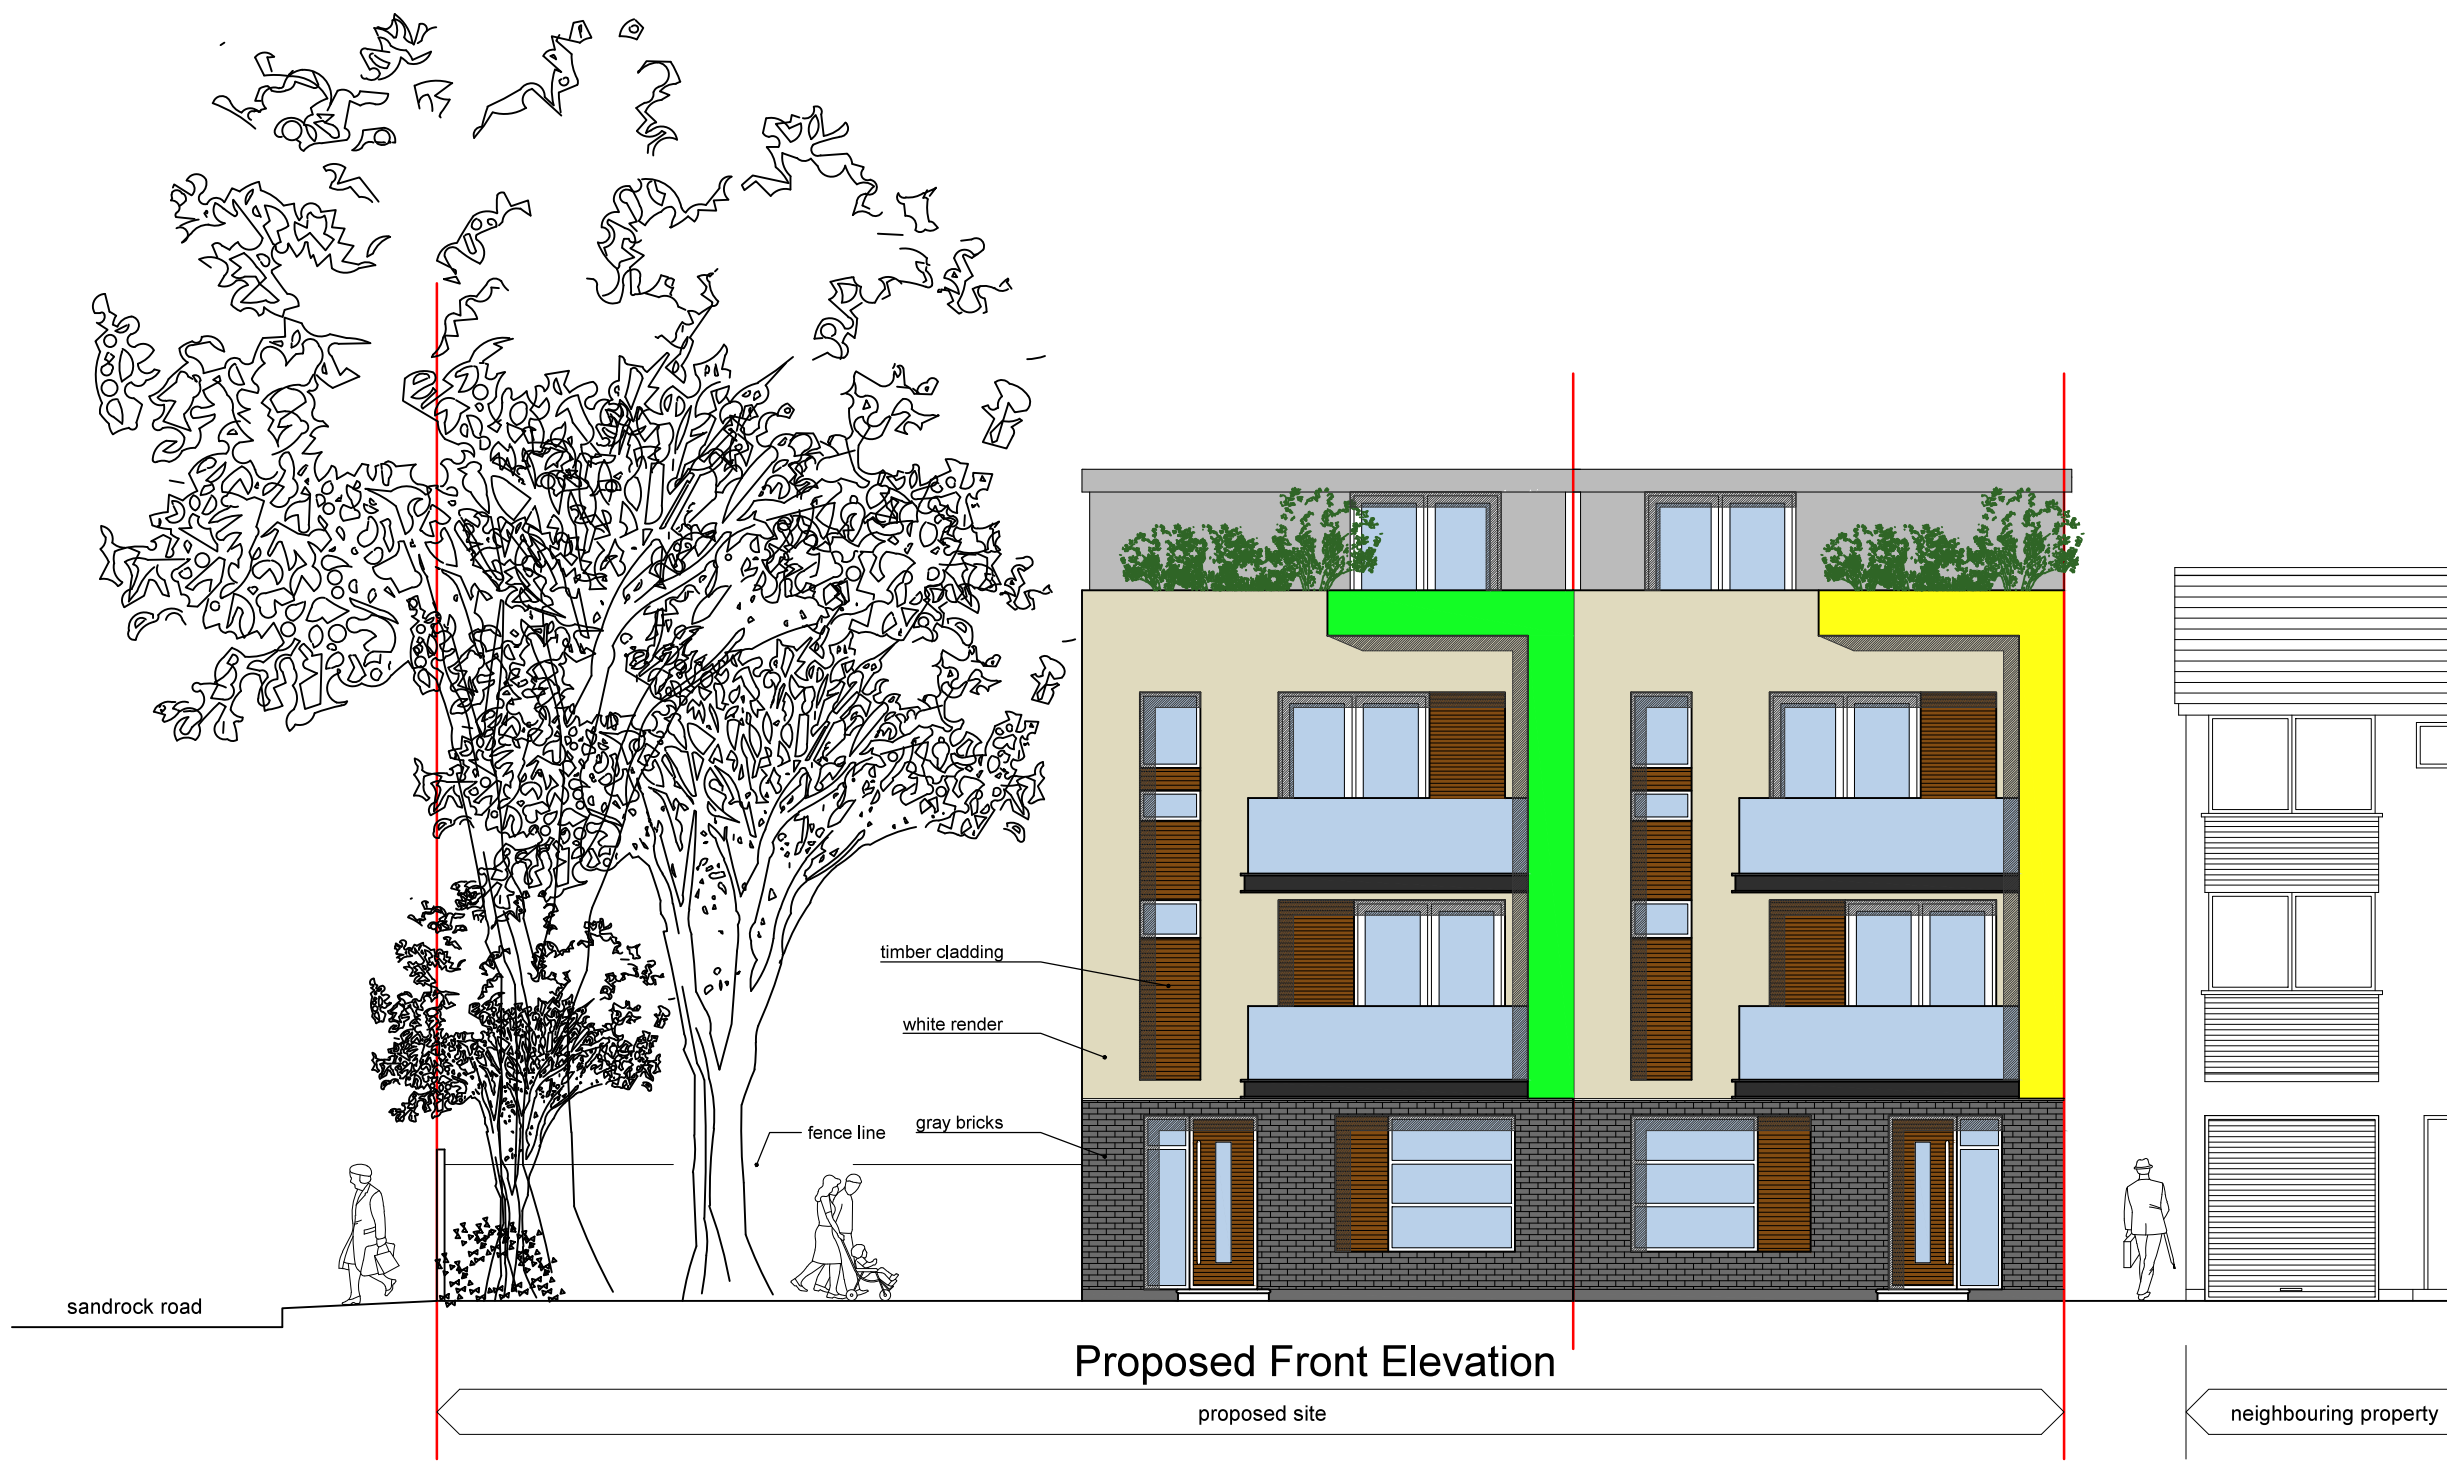 timber cladding
white render
gray bricks
fence line
sandrock road
Proposed Front Elevation
proposed site
neighbouring property